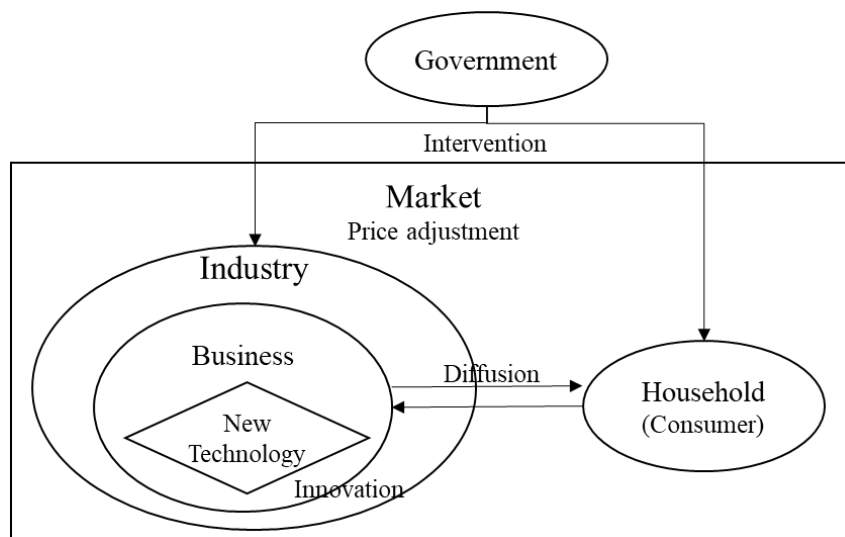 Government
Intervention
Market
Price adjustment
Industry
Business
Diffusion
Household
(Consumer)
New
Technology
Innovation